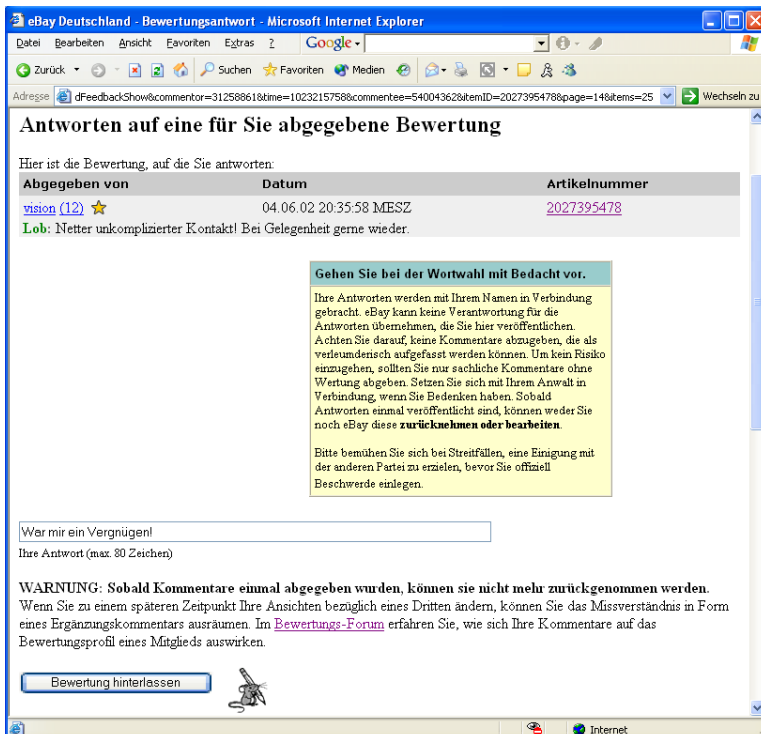 eBay Deutschland - Bewertungsantwort - Microsoft Internet Explorer
Datei Bearbeiten Ansicht Favoriten Extras ? Google
Zurück Suchen Favoriten Medien
Adresse dFeedbackShow&commentor=31258861&time=1023215758&commentee=54004362&itemID=2027395478&page=14&items=25 Wechseln zu
Antworten auf eine für Sie abgegebene Bewertung
Hier ist die Bewertung, auf die Sie antworten:
Abgegeben von Datum Artikelnummer
vision (12) 04.06.02 20:35:58 MESZ 2027395478
Lob: Netter unkomplizierter Kontakt! Bei Gelegenheit gerne wieder.
Gehen Sie bei der Wortwahl mit Bedacht vor.
Ihre Antworten werden mit Ihrem Namen in Verbindung
gebracht. eBay kann keine Verantwortung für die
Antworten übernehmen, die Sie hier veröffentlichen.
Achten Sie darauf, keine Kommentare abzugeben, die als
verleumderisch aufgefasst werden können. Um kein Risiko
einzugehen, sollten Sie nur sachliche Kommentare ohne
Wertung abgeben. Setzen Sie sich mit Ihrem Anwalt in
Verbindung, wenn Sie Bedenken haben. Sobald
Antworten einmal veröffentlicht sind, können weder Sie
noch eBay diese zurücknehmen oder bearbeiten.
Bitte bemühen Sie sich bei Streitfällen, eine Einigung mit
der anderen Partei zu erzielen, bevor Sie offiziell
Beschwerde einlegen.
War mir ein Vergnügen!
Ihre Antwort (max. 80 Zeichen)
WARNUNG: Sobald Kommentare einmal abgegeben wurden, können sie nicht mehr zurückgenommen werden.
Wenn Sie zu einem späteren Zeitpunkt Ihre Ansichten bezüglich eines Dritten ändern, können Sie das Missverständnis in Form
eines Ergänzungskommentars ausräumen. Im Bewertungs-Forum erfahren Sie, wie sich Ihre Kommentare auf das
Bewertungsprofil eines Mitglieds auswirken.
Bewertung hinterlassen
Internet